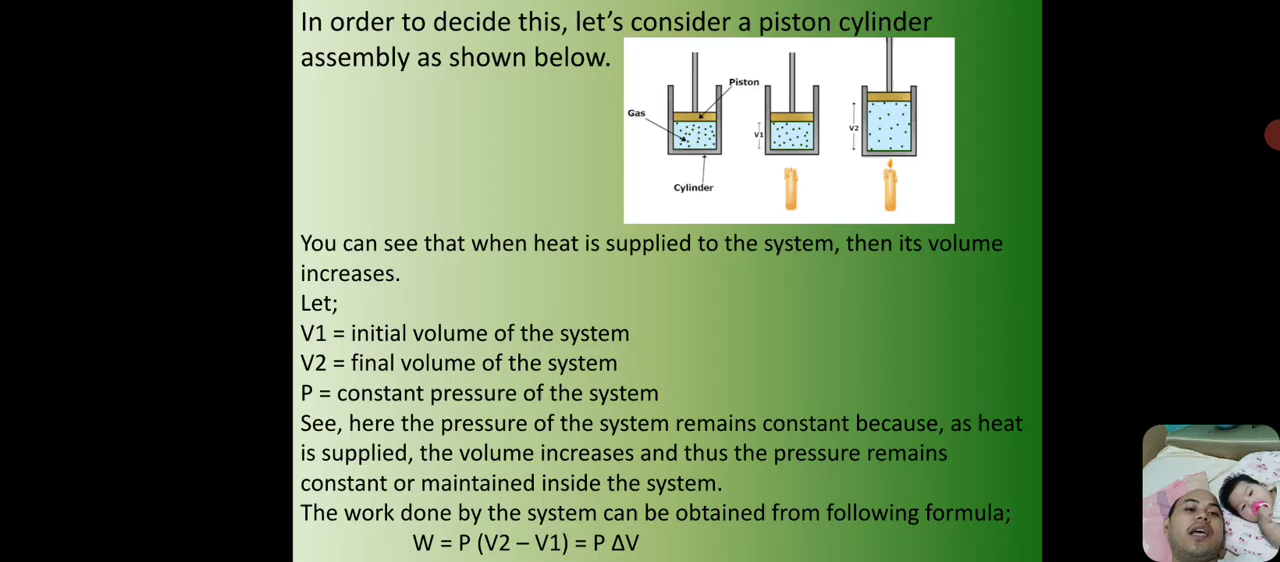 In order to decide this, let’s consider a piston cylinder
assembly as shown below.
Piston
Gas
V1
V2
Cylinder
You can see that when heat is supplied to the system, then its volume
increases.
Let;
V1 = initial volume of the system
V2 = final volume of the system
P = constant pressure of the system
See, here the pressure of the system remains constant because, as heat
is supplied, the volume increases and thus the pressure remains
constant or maintained inside the system.
The work done by the system can be obtained from following formula;
W = P (V2 – V1) = P ΔV